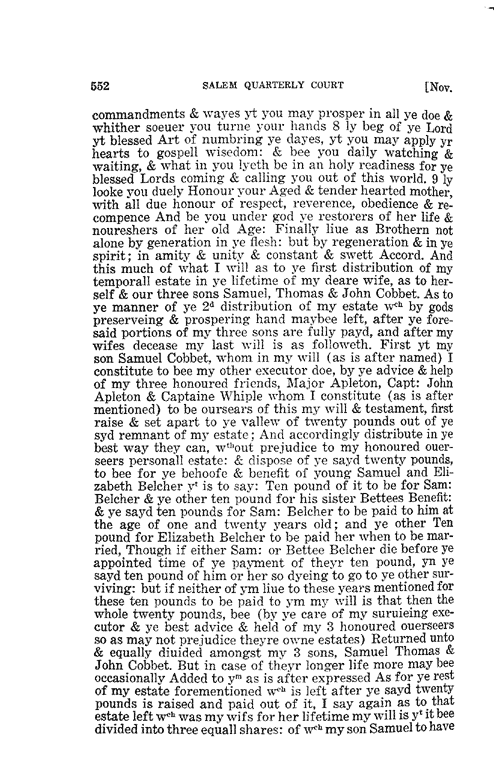 552 SALEM QUARTERLY COURT [Nov.
commandments & wayes yt you may prosper in all ye doe &
whither soeuer you turne your hands 8 ly beg of ye Lord
yt blessed Art of numbring ye dayes, yt you may apply yr
hearts to gospell wisedom: & bee you daily watching &
waiting, & what in you lyeth be in an holy readiness for ye
blessed Lords coming & calling you out of this world. 9 ly
looke you duely Honour your Aged & tender hearted mother,
with all due honour of respect, reverence, obedience & re-
compence And be you under god ye restorers of her life &
noureshers of her old Age: Finally liue as Brothern not
alone by generation in ye flesh: but by regeneration & in ye
spirit; in amity & unity & constant & swett Accord. And
this much of what I will as to ye first distribution of my
temporall estate in ye lifetime of my deare wife, as to her-
self & our three sons Samuel, Thomas & John Cobbet. As to
ye manner of ye 2ᵈ distribution of my estate wᶜʰ by gods
preserveing & prospering hand maybee left, after ye fore-
said portions of my three sons are fully payd, and after my
wifes decease my last will is as followeth. First yt my
son Samuel Cobbet, whom in my will (as is after named) I
constitute to bee my other executor doe, by ye advice & help
of my three honoured friends, Major Apleton, Capt: John
Apleton & Captaine Whiple whom I constitute (as is after
mentioned) to be oursears of this my will & testament, first
raise & set apart to ye vallew of twenty pounds out of ye
syd remnant of my estate; And accordingly distribute in ye
best way they can, wᵗʰout prejudice to my honoured ouer-
seers personall estate: & dispose of ye sayd twenty pounds,
to bee for ye behoofe & benefit of young Samuel and Eli-
zabeth Belcher yᵗ is to say: Ten pound of it to be for Sam:
Belcher & ye other ten pound for his sister Bettees Benefit:
& ye sayd ten pounds for Sam: Belcher to be paid to him at
the age of one and twenty years old; and ye other Ten
pound for Elizabeth Belcher to be paid her when to be mar-
ried, Though if either Sam: or Bettee Belcher die before ye
appointed time of ye payment of theyr ten pound, yn ye
sayd ten pound of him or her so dyeing to go to ye other sur-
viving: but if neither of ym liue to these years mentioned for
these ten pounds to be paid to ym my will is that then the
whole twenty pounds, bee (by ye care of my suruieing exe-
cutor & ye best advice & held of my 3 honoured ouerseers
so as may not prejudice theyre owne estates) Returned unto
& equally diuided amongst my 3 sons, Samuel Thomas &
John Cobbet. But in case of theyr longer life more may bee
occasionally Added to yᵐ as is after expressed As for ye rest
of my estate forementioned wᶜʰ is left after ye sayd twenty
pounds is raised and paid out of it, I say again as to that
estate left wᶜʰ was my wifs for her lifetime my will is yᵗ it bee
divided into three equall shares: of wᶜʰ my son Samuel to have